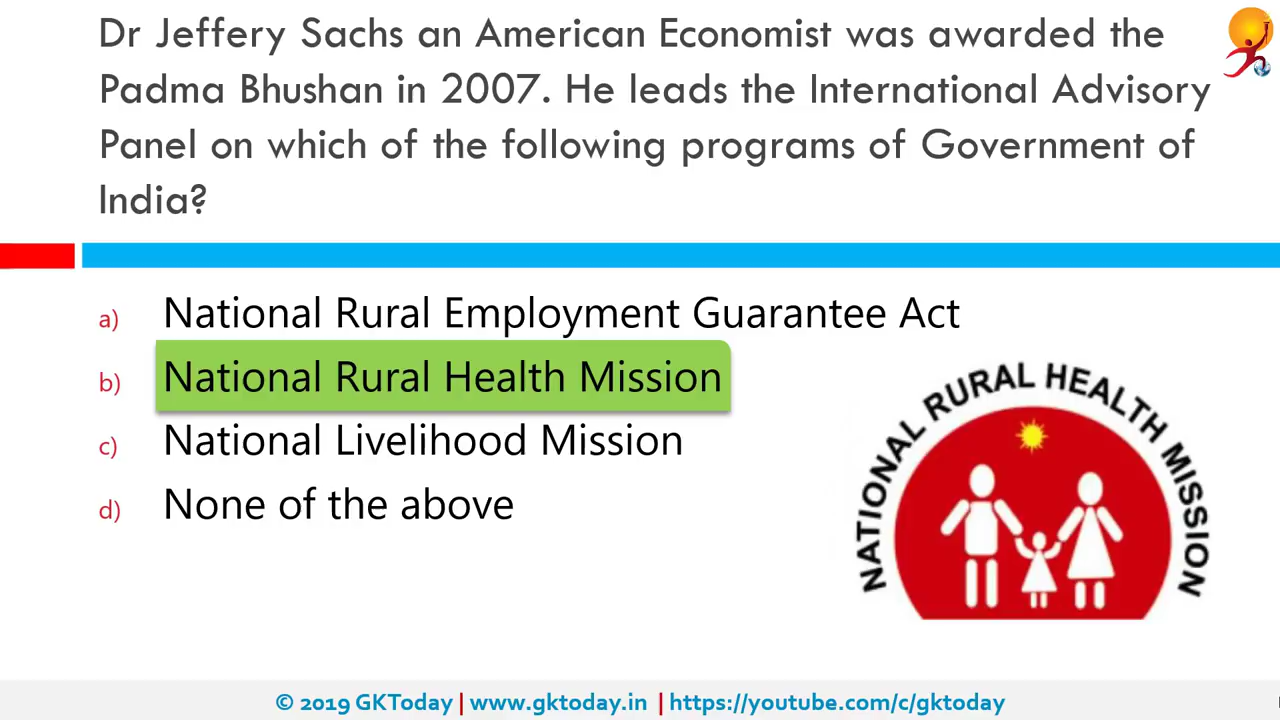 Dr Jeffery Sachs an American Economist was awarded the
Padma Bhushan in 2007. He leads the International Advisory
Panel on which of the following programs of Government of
India?
a) National Rural Employment Guarantee Act
b) National Rural Health Mission
c) National Livelihood Mission
d) None of the above
NATIONAL RURAL HEALTH MISSION
© 2019 GKToday | www.gktoday.in | https://youtube.com/c/gktoday